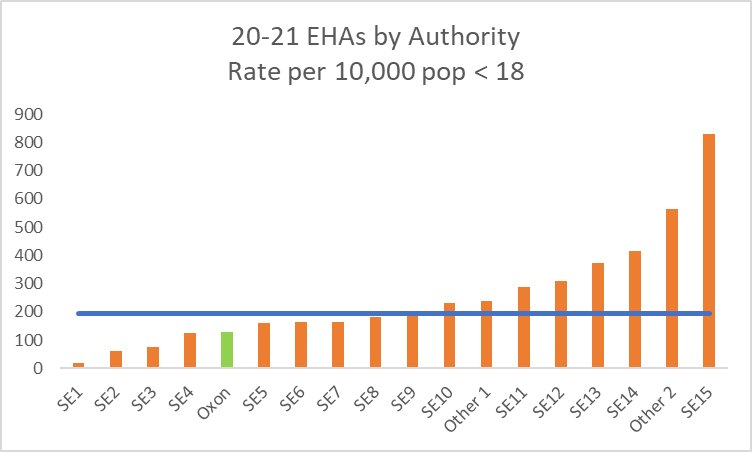 20-21 EHAs by Authority
Rate per 10,000 pop < 18
900
800
700
600
500
400
300
200
100
0
SE1
SE2
SE3
SE4
Oxon
SE5
SE6
SE7
SE8
SE9
SE10
Other 1
SE11
SE12
SE13
SE14
Other 2
SE15